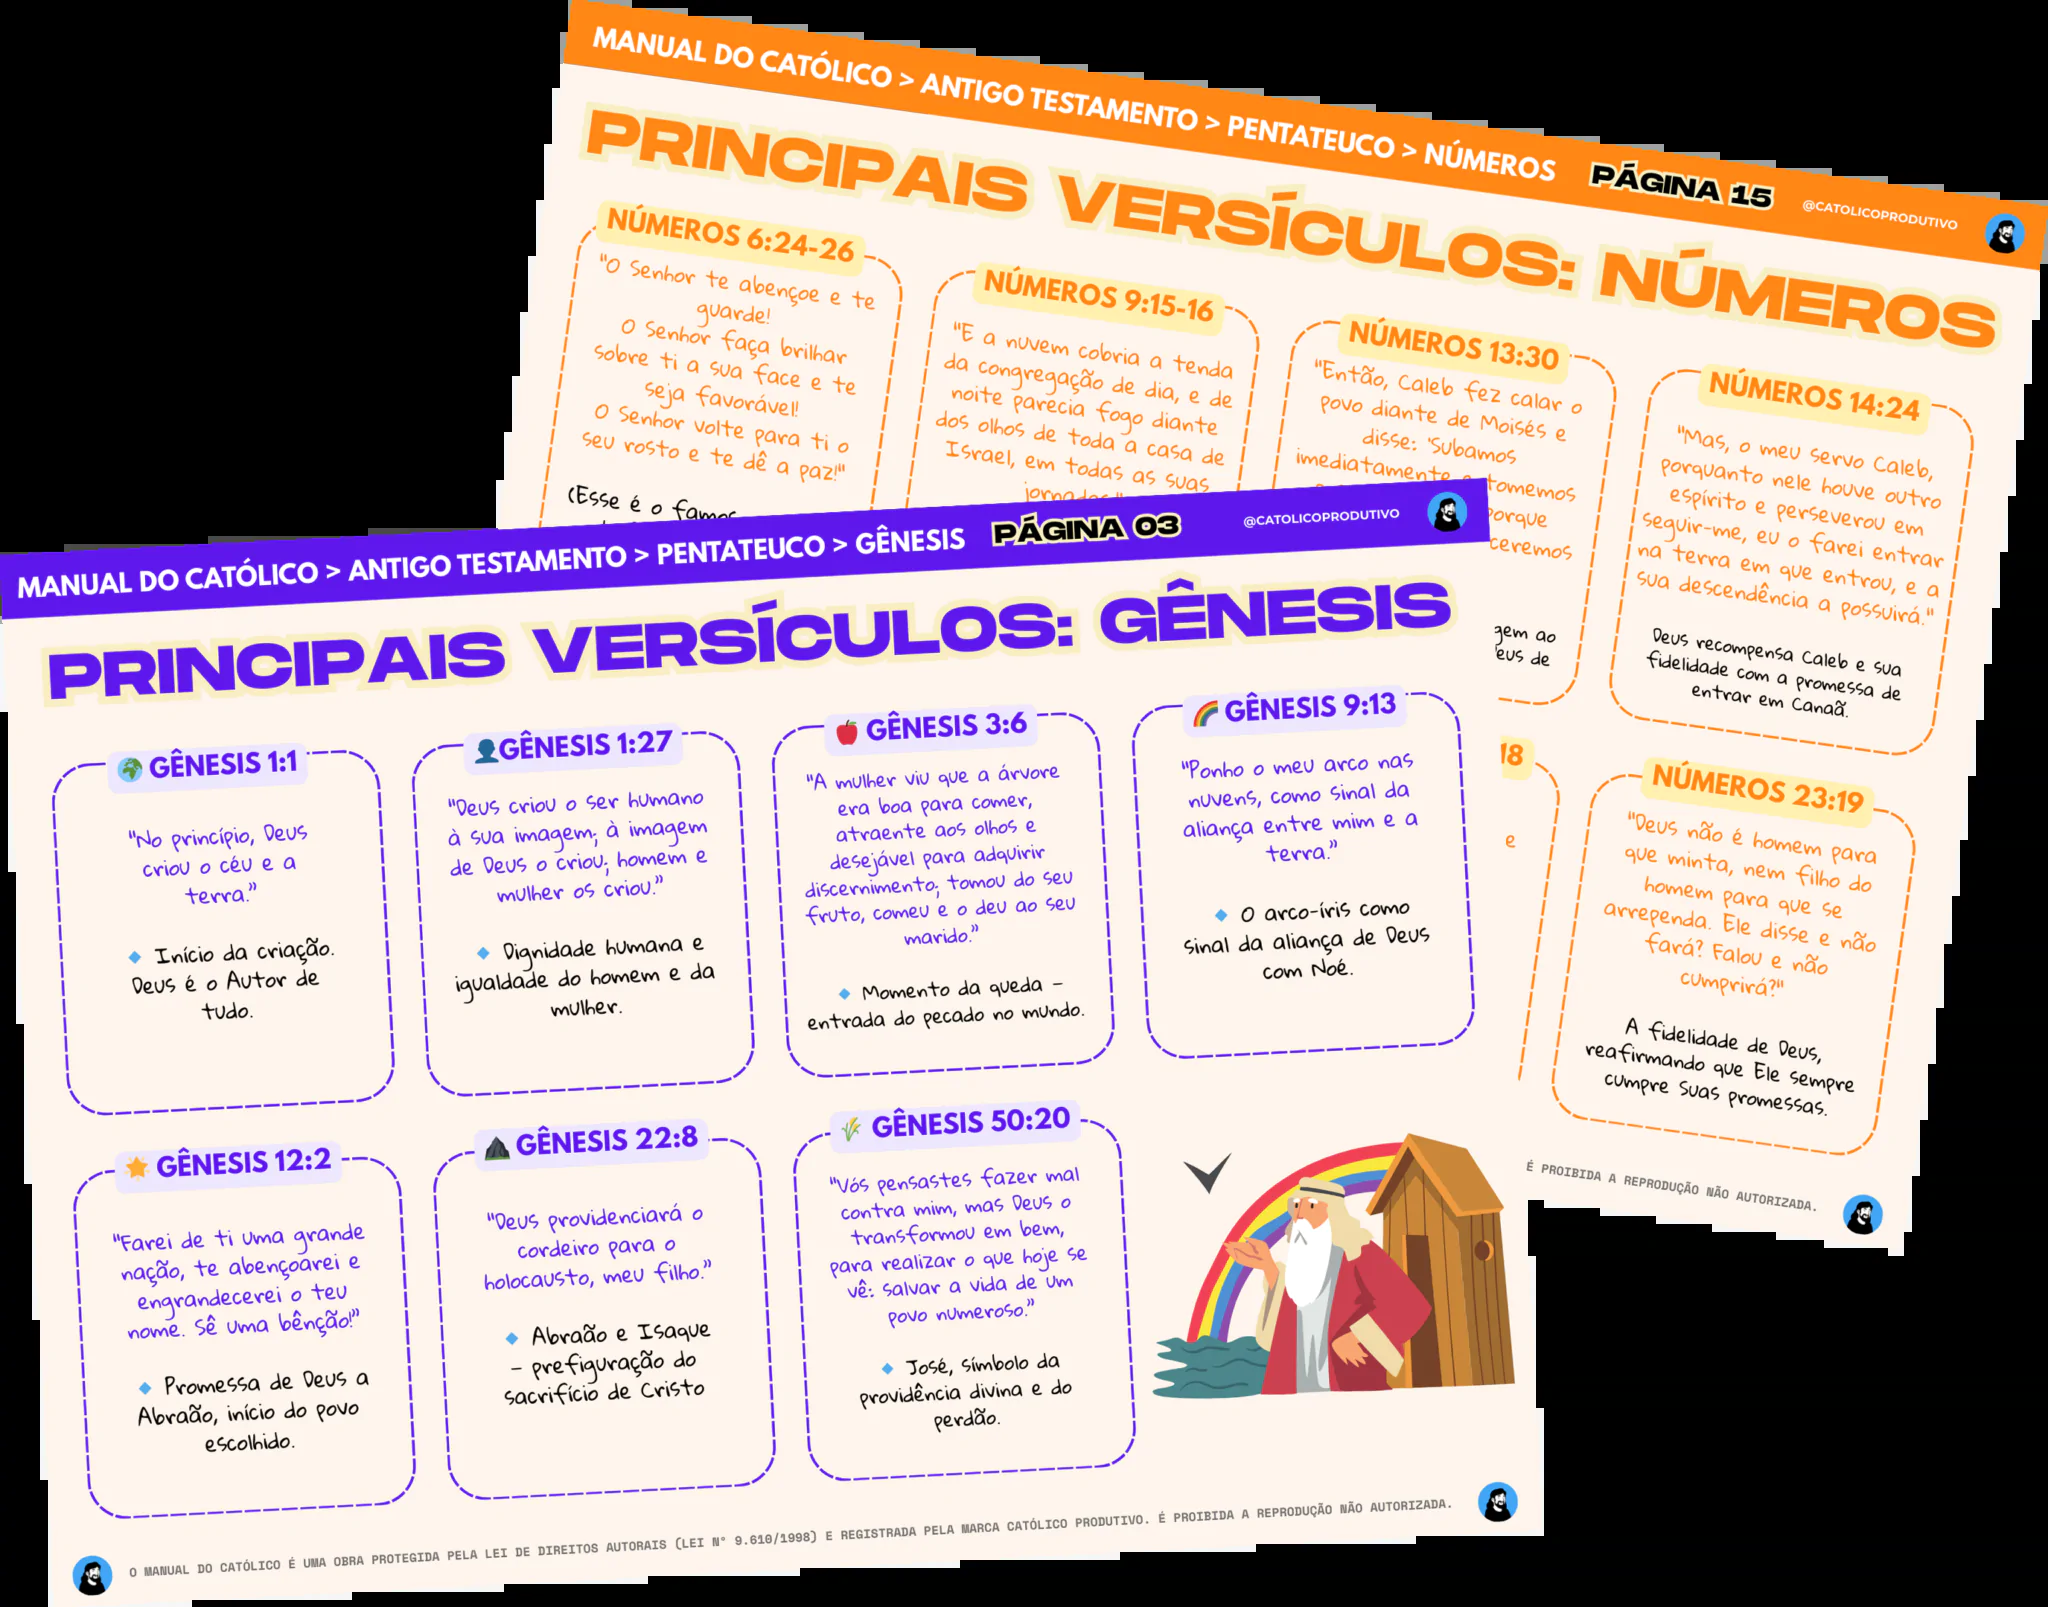 MANUAL DO CATÓLICO > ANTIGO TESTAMENTO > PENTATEUCO > NÚMEROS PÁGINA 15 @CATOLICOPRODUTIVO
PRINCIPAIS VERSÍCULOS: NÚMEROS
NÚMEROS 6:24-26
"O Senhor te abençoe e te
guarde!
O Senhor faça brilhar
sobre ti a sua face e te
seja favorável!
O Senhor volte para ti o
seu rosto e te dê a paz!"
(Esse é o
NÚMEROS 9:15-16
"E a nuvem cobria a tenda
da congregação de dia, e de
noite parecia fogo diante
dos olhos de toda a casa de
Israel, em todas as suas
NÚMEROS 13:30
"Então, Caleb fez calar o
povo diante de Moisés e
disse: 'Subamos
imediatamente tomemos
porque
NÚMEROS 14:24
"Mas, o meu servo Caleb,
porquanto nele houve outro
espírito e perseverou em
seguir-me, eu o farei entrar
na terra em que entrou, e a
sua descendência a possuirá."
Deus recompensa Caleb e sua
fidelidade com a promessa de
entrar em Canaã.
NÚMEROS 23:19
"Deus não é homem para
que minta, nem filho do
homem para que se
arrependa. Ele disse e não
fará? Falou e não
cumprirá?"
A fidelidade de Deus,
reafirmando que Ele sempre
cumpre suas promessas.
É PROIBIDA A REPRODUÇÃO NÃO AUTORIZADA.
MANUAL DO CATÓLICO > ANTIGO TESTAMENTO > PENTATEUCO > GÊNESIS PÁGINA 03 @CATOLICOPRODUTIVO
PRINCIPAIS VERSÍCULOS: GÊNESIS
GÊNESIS 1:1
"No princípio, Deus
criou o céu e a
terra."
Início da criação.
Deus é o Autor de
tudo.
GÊNESIS 1:27
"Deus criou o ser humano
à sua imagem; à imagem
de Deus o criou; homem e
mulher os criou."
Dignidade humana e
igualdade do homem e da
mulher.
GÊNESIS 3:6
"A mulher viu que a árvore
era boa para comer,
atraente aos olhos e
desejável para adquirir
discernimento; tomou do seu
fruto, comeu e o deu ao seu
marido."
Momento da queda –
entrada do pecado no mundo.
GÊNESIS 9:13
"Ponho o meu arco nas
nuvens, como sinal da
aliança entre mim e a
terra."
O arco-íris como
sinal da aliança de Deus
com Noé.
GÊNESIS 12:2
"Farei de ti uma grande
nação, te abençoarei e
engrandecerei o teu
nome. Sê uma bênção!"
Promessa de Deus a
Abraão, início do povo
escolhido.
GÊNESIS 22:8
"Deus providenciará o
cordeiro para o
holocausto, meu filho."
Abraão e Isaque
– prefiguração do
sacrifício de Cristo
GÊNESIS 50:20
"Vós pensastes fazer mal
contra mim, mas Deus o
transformou em bem,
para realizar o que hoje se
vê: salvar a vida de um
povo numeroso."
José, símbolo da
providência divina e do
perdão.
O MANUAL DO CATÓLICO É UMA OBRA PROTEGIDA PELA LEI DE DIREITOS AUTORAIS (LEI N° 9.610/1998) E REGISTRADA PELA MARCA CATÓLICO PRODUTIVO. É PROIBIDA A REPRODUÇÃO NÃO AUTORIZADA.